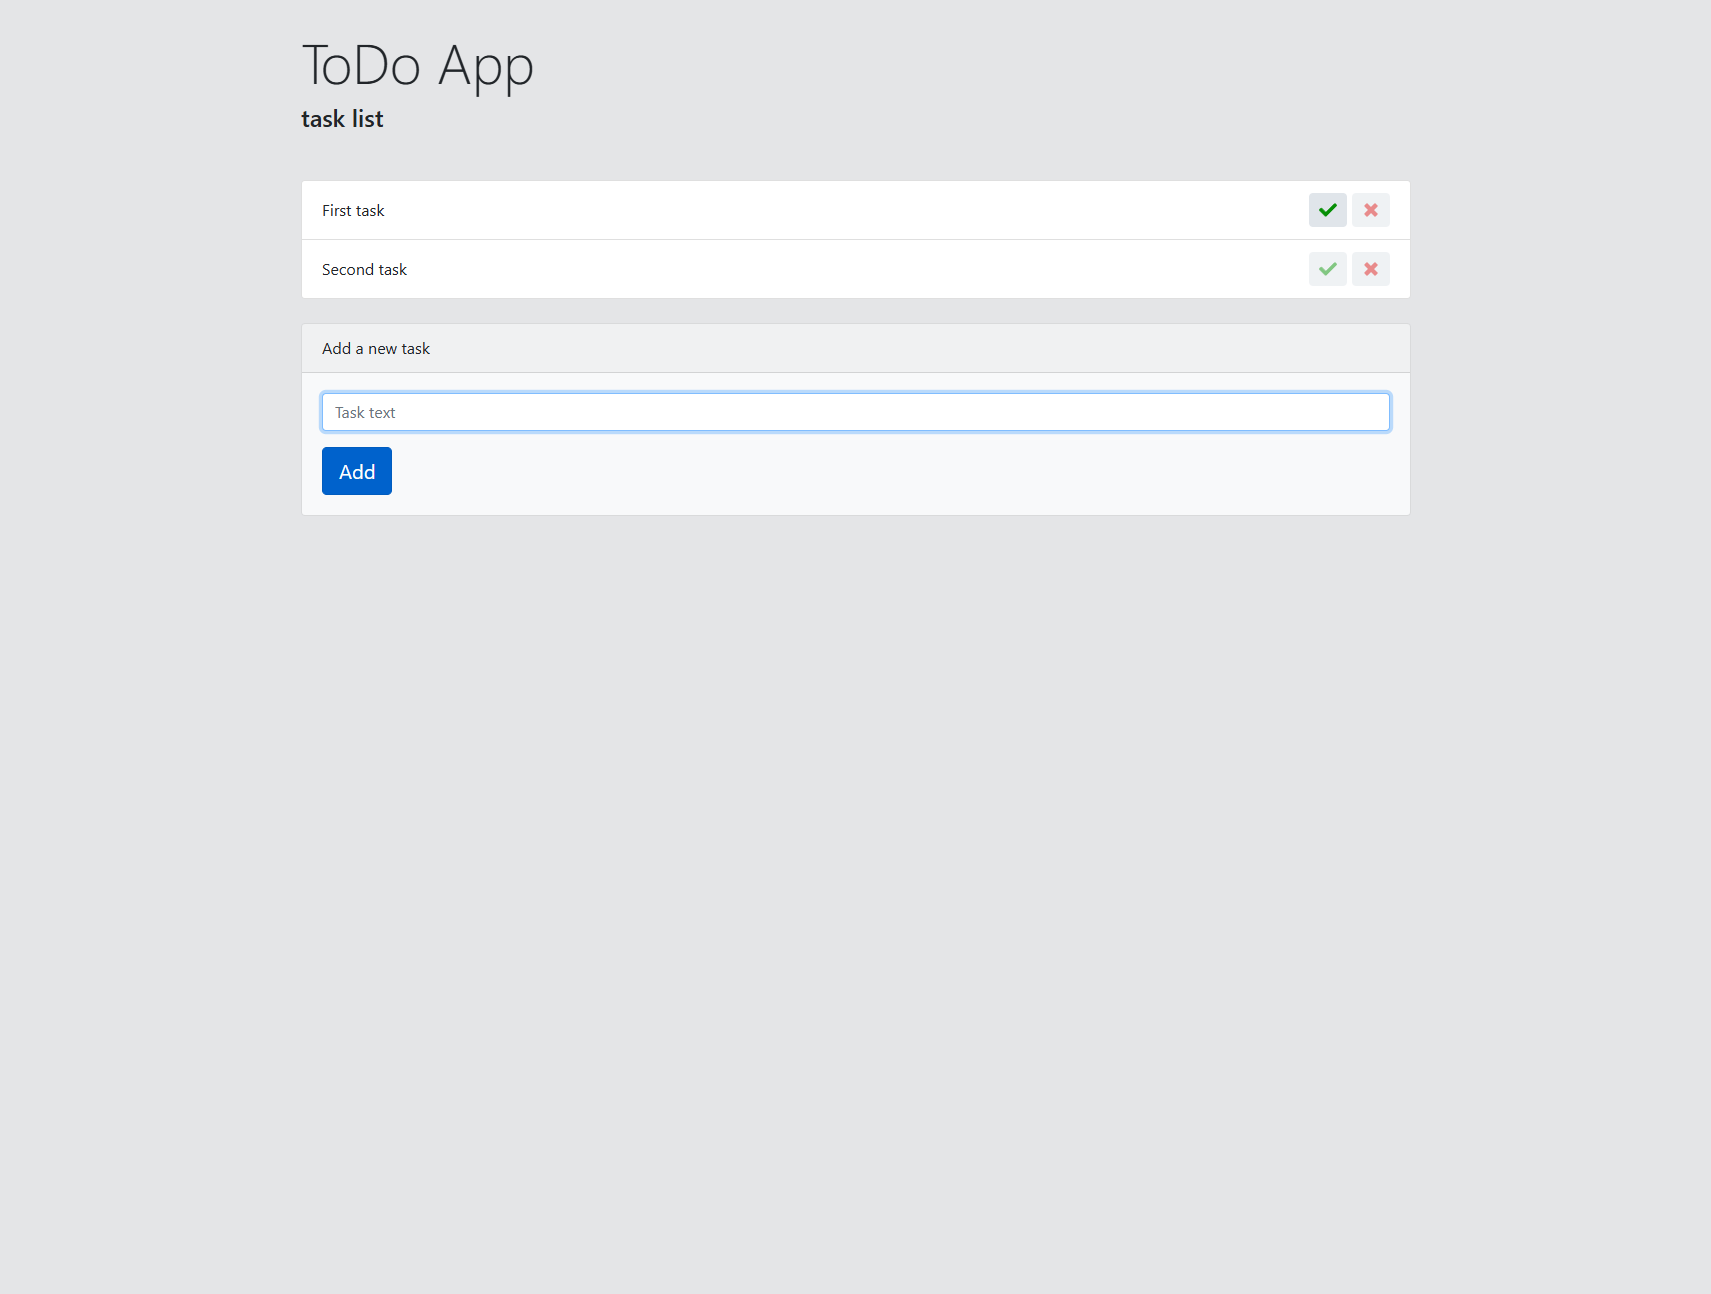 ToDo App
task list
First task
Second task
Add a new task
Task text
Add